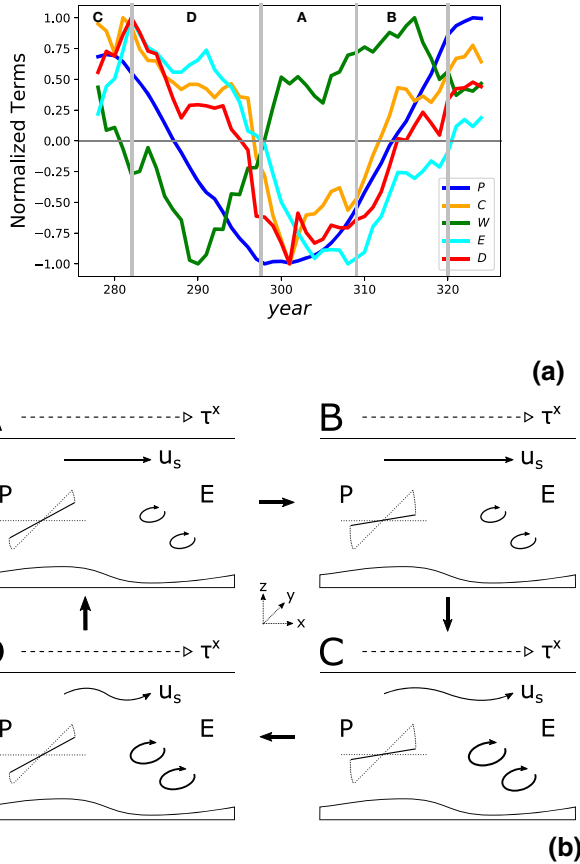 C D A B
1.00
0.75
0.50
0.25
0.00
−0.25
−0.50
−0.75
−1.00
Normalized Terms
P
C
W
E
D
280 290 300 310 320
year
(a)
τˣ
B τˣ
uₛ
uₛ
P E
P E
z
y
x
τˣ
C τˣ
uₛ
uₛ
P E
P E
(b)